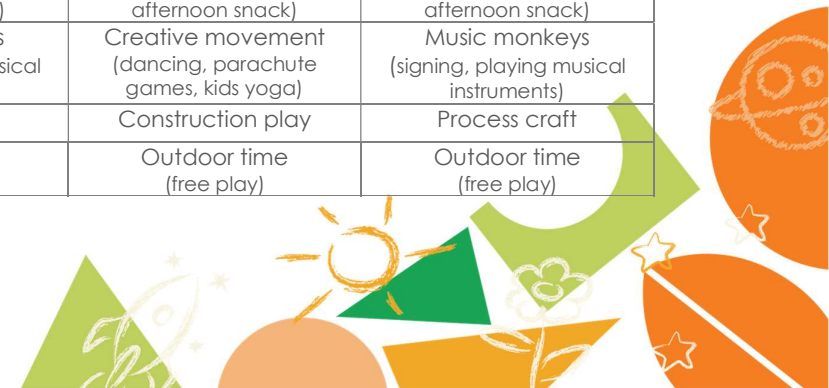 ) afternoon snack) afternoon snack)
s Creative movement Music monkeys
sical (dancing, parachute (signing, playing musical
games, kids yoga) instruments)
Construction play Process craft
Outdoor time Outdoor time
(free play) (free play)